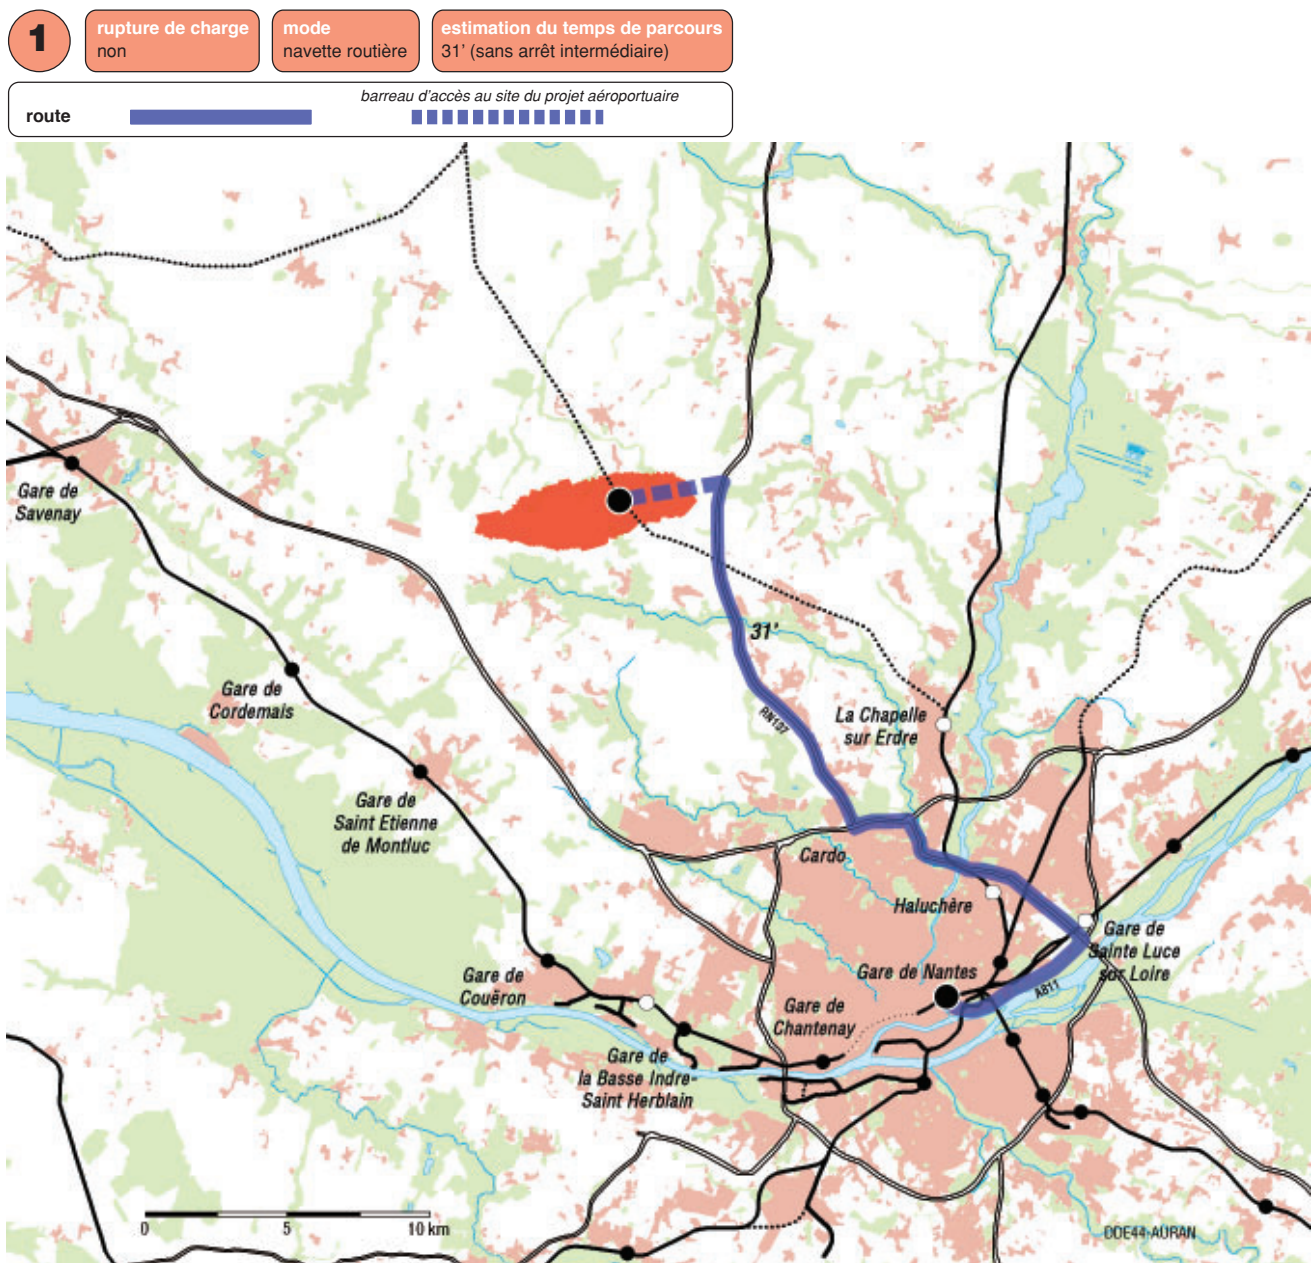 1
rupture de charge
non
mode
navette routière
estimation du temps de parcours
31' (sans arrêt intermédiaire)
barreau d'accès au site du projet aéroportuaire
route
Gare de
Savenay
31'
Gare de
Cordemais
RN137
La Chapelle
sur Erdre
Gare de
Saint Etienne
de Montluc
Cardo
Haluchère
Gare de
Sainte Luce
sur Loire
Gare de Nantes
Gare de
Couëron
A811
Gare de
Chantenay
Gare de
la Basse Indre-
Saint Herblain
0
5
10 km
DDE44-AURAN